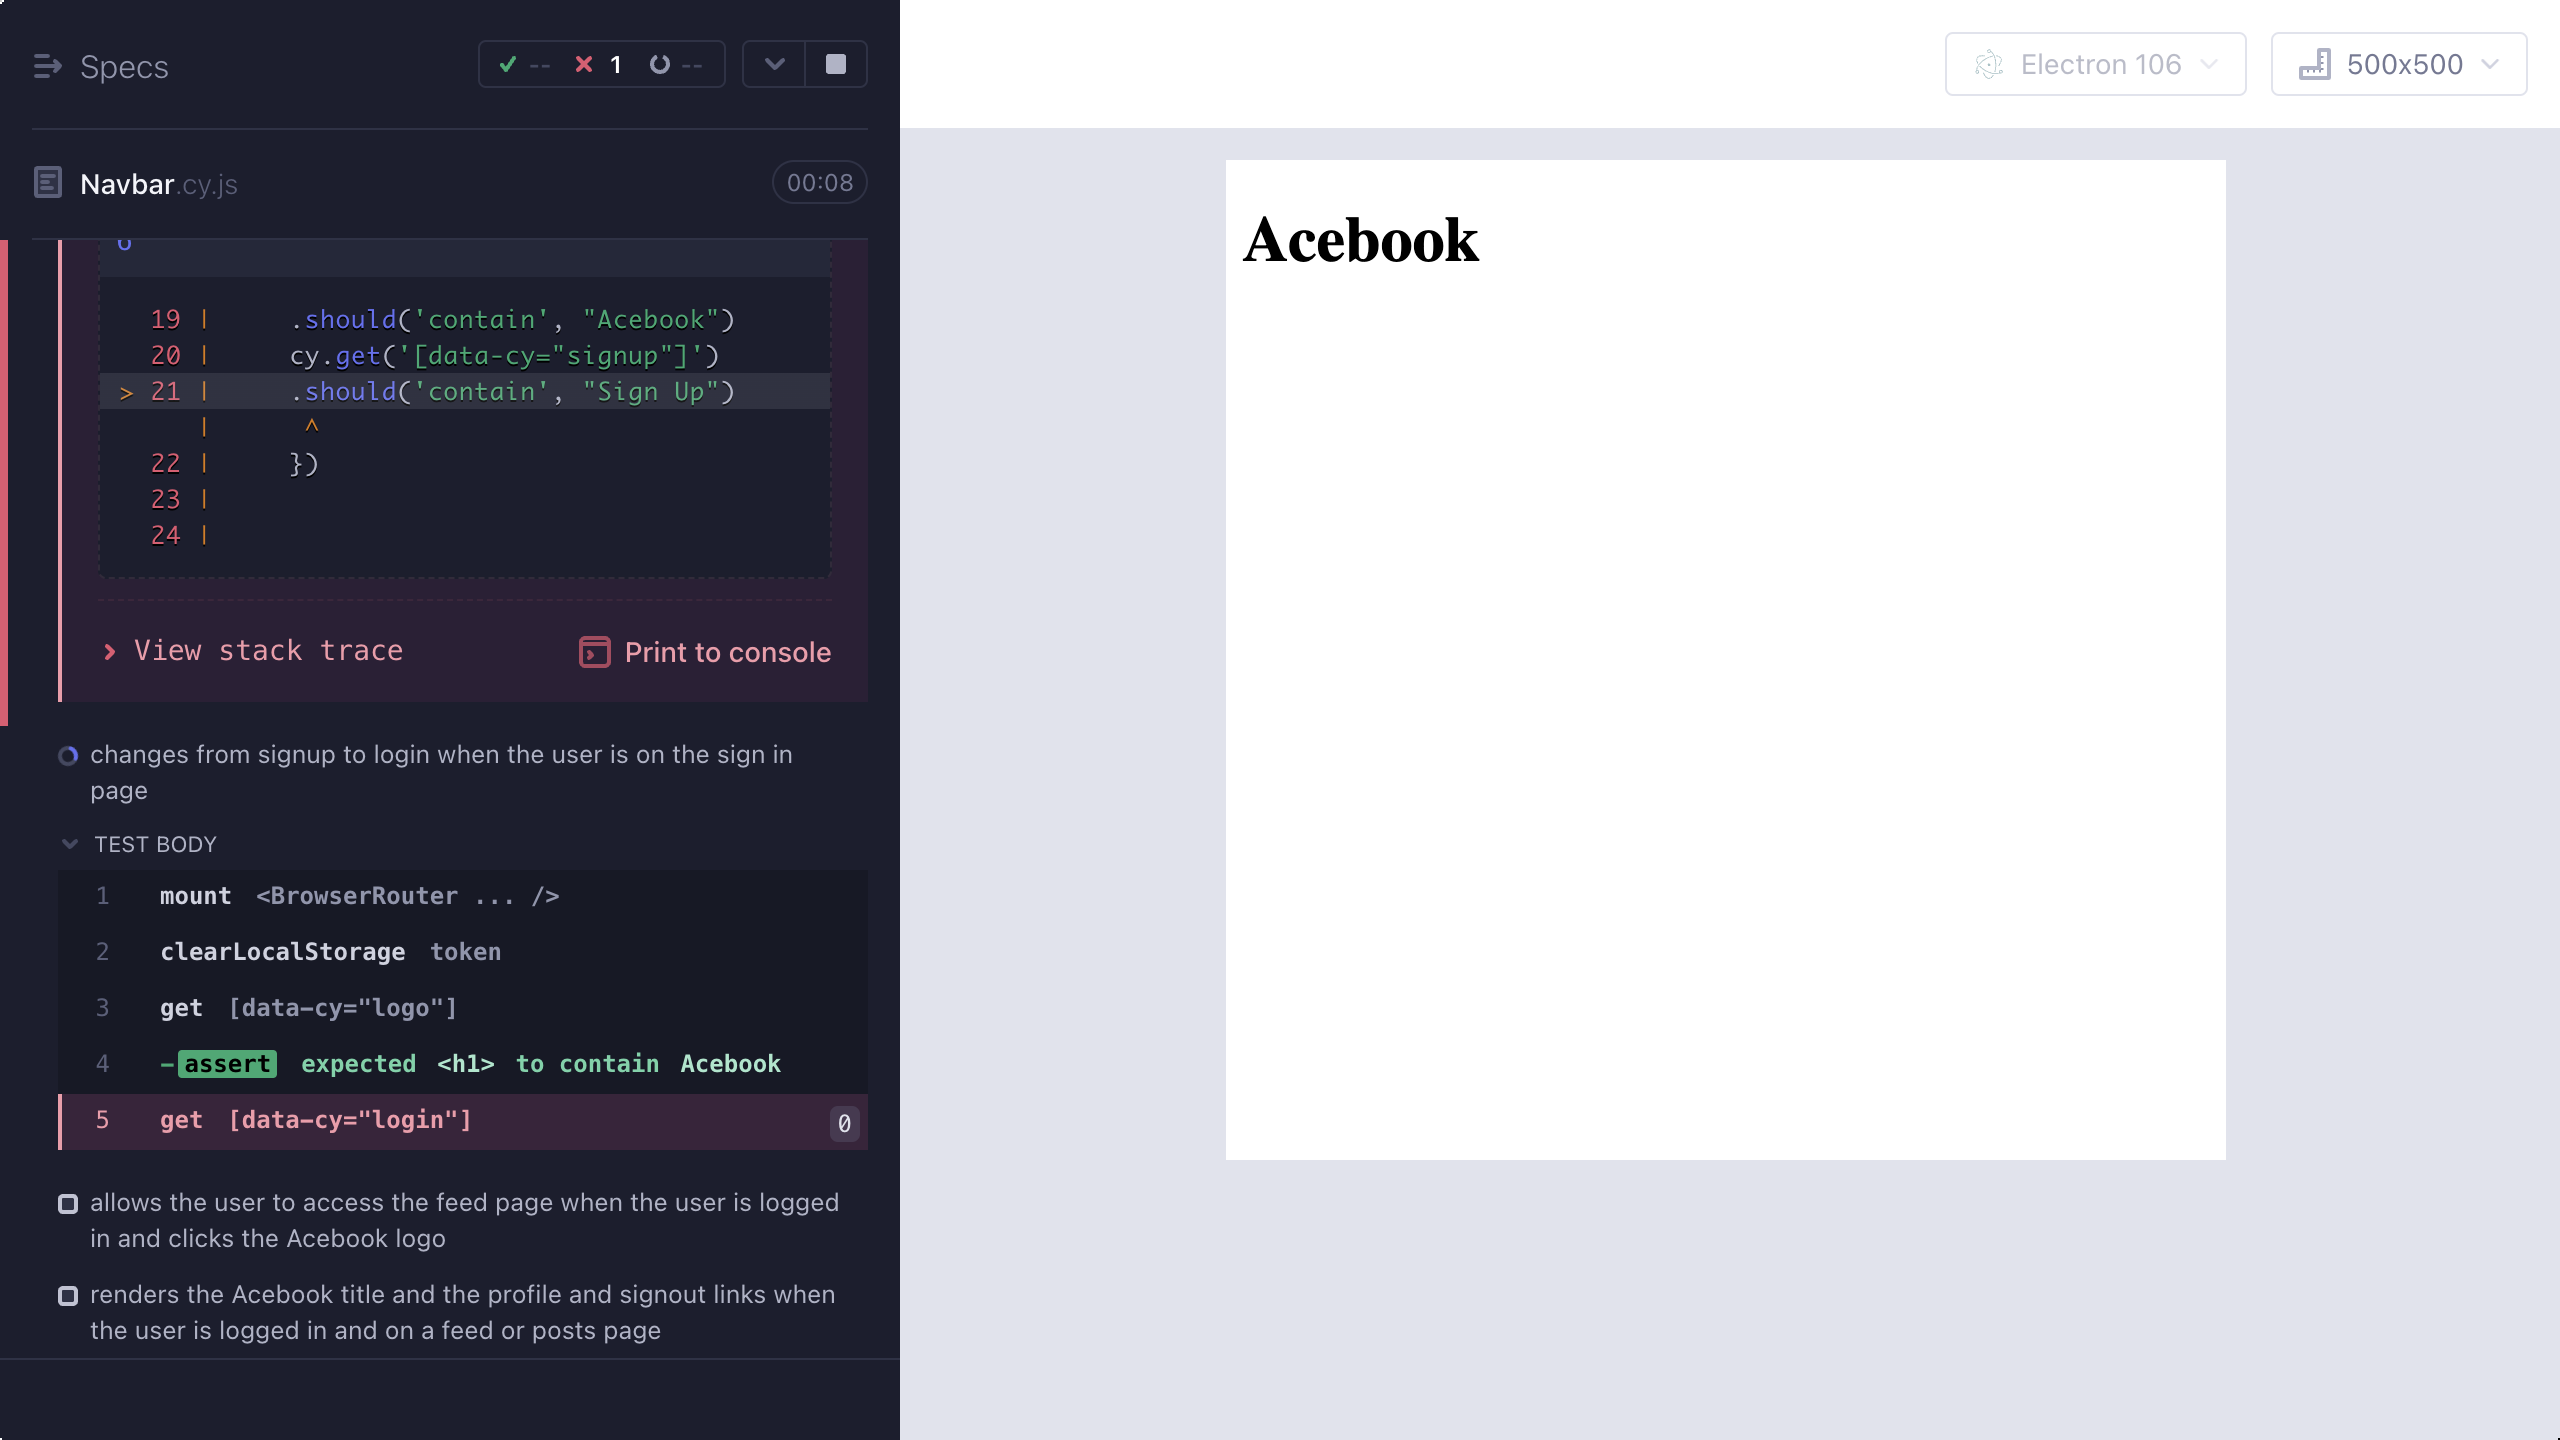 Specs
-- 1 --
Electron 106
500x500
Navbar.cy.js
00:08
19 | .should('contain', "Acebook")
20 | cy.get('[data-cy="signup"]')
> 21 | .should('contain', "Sign Up")
| ^
22 | })
23 |
24 |
View stack trace
Print to console
changes from signup to login when the user is on the sign in
page
TEST BODY
1 mount <BrowserRouter ... />
2 clearLocalStorage token
3 get [data-cy="logo"]
4 -assert expected <h1> to contain Acebook
5 get [data-cy="login"] 0
allows the user to access the feed page when the user is logged
in and clicks the Acebook logo
renders the Acebook title and the profile and signout links when
the user is logged in and on a feed or posts page
Acebook